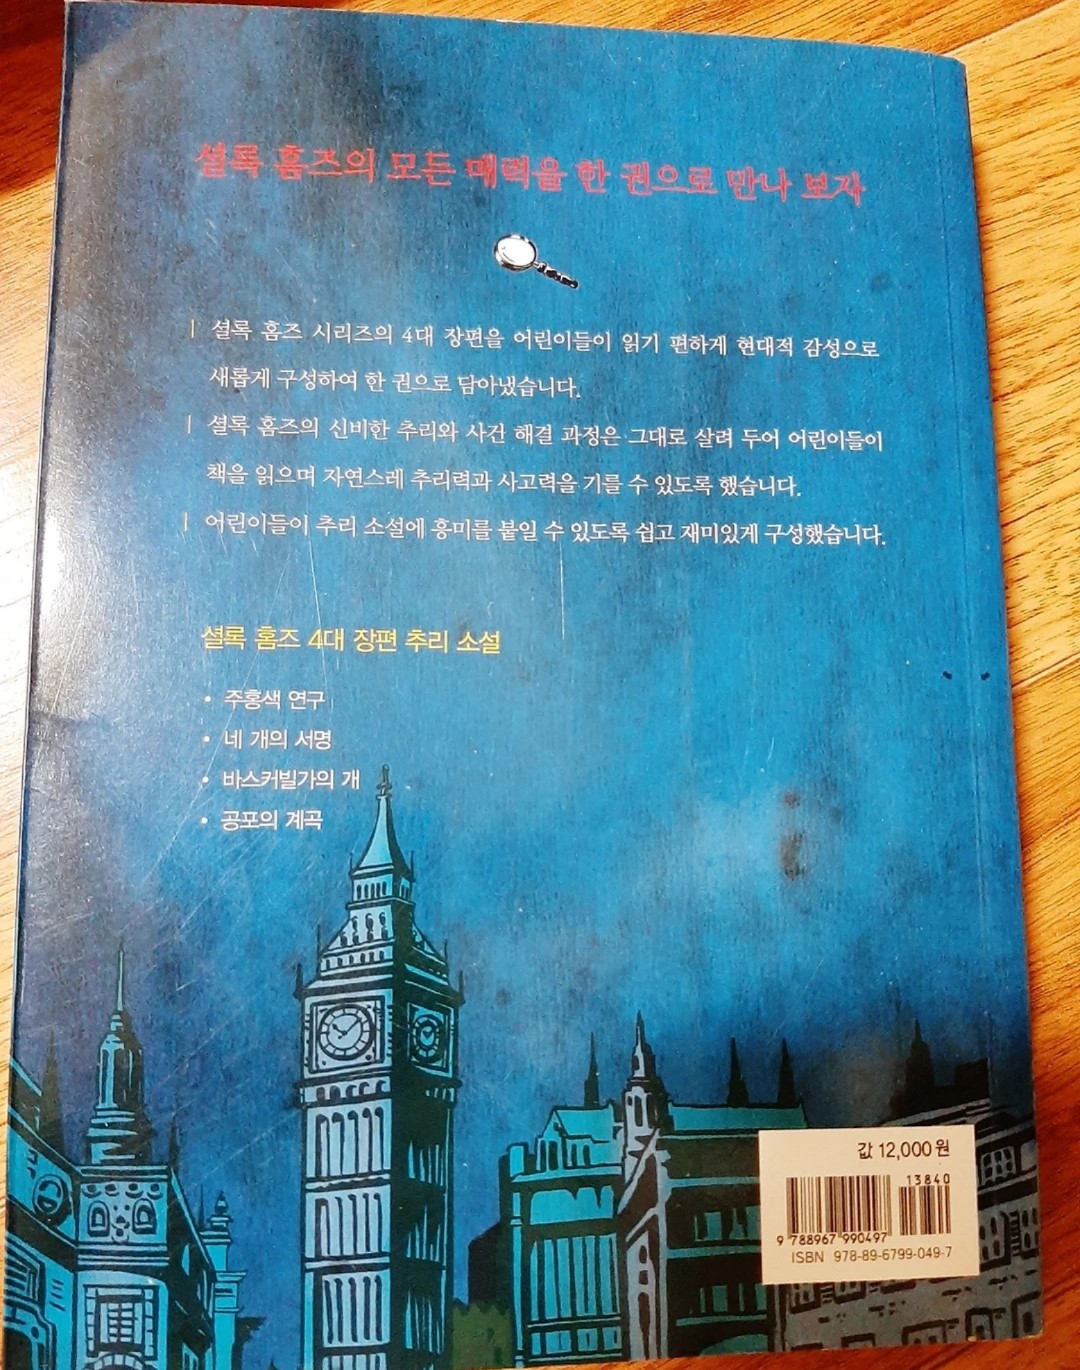 셜록 홈즈의 모든 매력을 한 권으로 만나 보자
| 셜록 홈즈 시리즈의 4대 장편을 어린이들이 읽기 편하게 현대적 감성으로
새롭게 구성하여 한 권으로 담아냈습니다.
| 셜록 홈즈의 신비한 추리와 사건 해결 과정은 그대로 살려 두어 어린이들이
책을 읽으며 자연스레 추리력과 사고력을 기를 수 있도록 했습니다.
| 어린이들이 추리 소설에 흥미를 붙일 수 있도록 쉽고 재미있게 구성했습니다.
셜록 홈즈 4대 장편 추리 소설
• 주홍색 연구
• 네 개의 서명
• 바스커빌가의 개
• 공포의 계곡
값 12,000원
13840
9 788967 990497
ISBN 978-89-6799-049-7